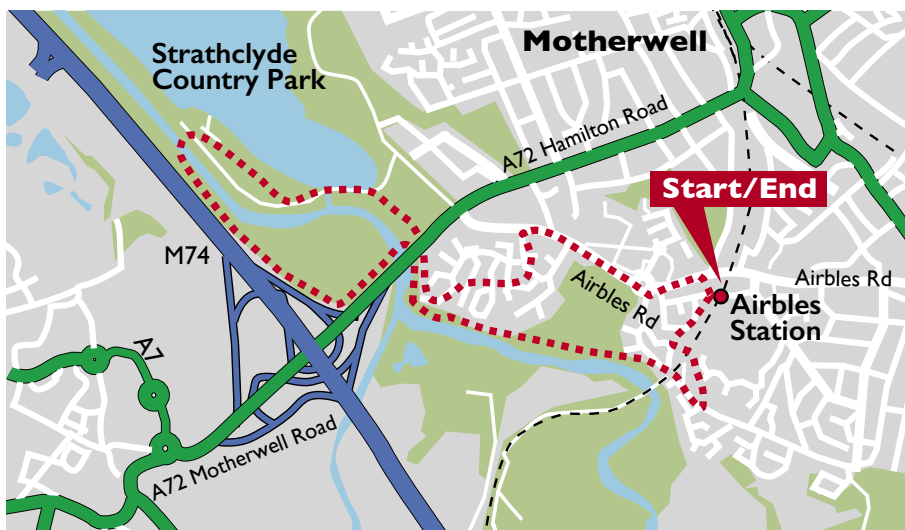 Strathclyde
Country Park
Motherwell
A72 Hamilton Road
Start/End
M74
Airbles Rd
Airbles Rd
Airbles
Station
A7
A72 Motherwell Road